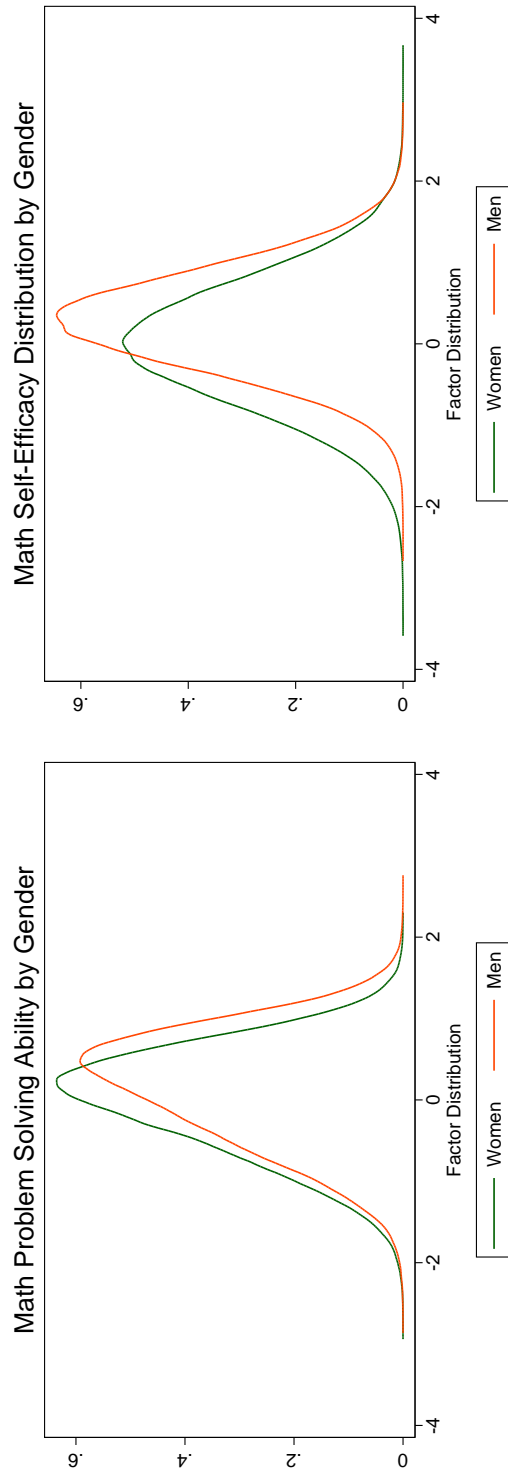 Math Problem Solving Ability by Gender
0
.2
.4
.6
-4
-2
0
2
4
Factor Distribution
Women
Men
Math Self-Efficacy Distribution by Gender
0
.2
.4
.6
-4
-2
0
2
4
Factor Distribution
Women
Men